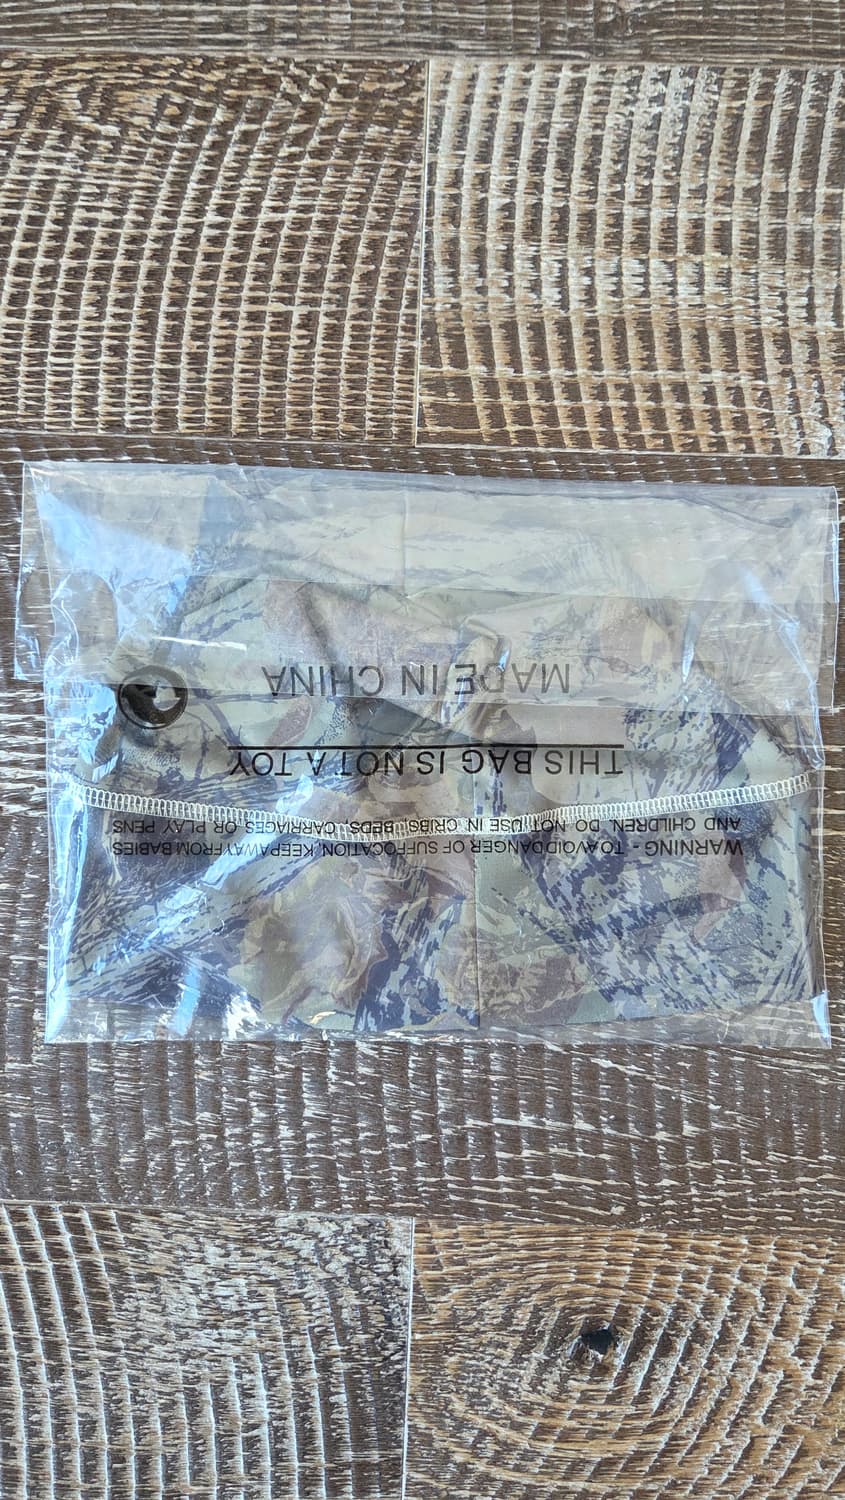 WARNING - TO AVOID DANGER OF SUFFOCATION, KEEP AWAY FROM BABIES
AND CHILDREN. DO NOT USE IN CRIBS, BEDS, CARRIAGES OR PLAY PENS
THIS BAG IS NOT A TOY
MADE IN CHINA